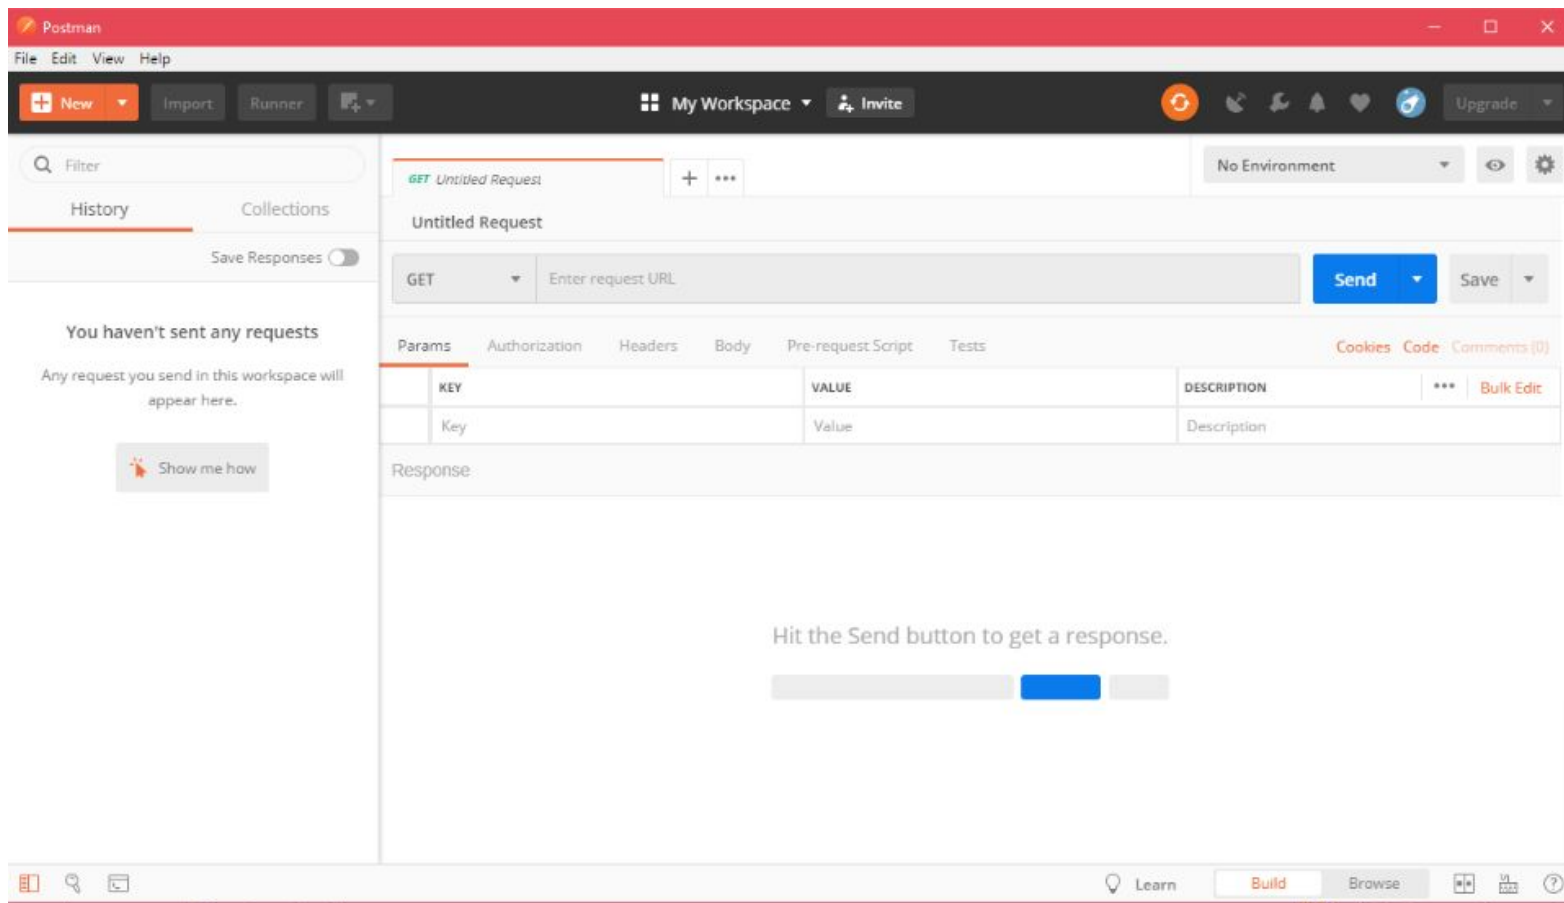 Postman
File Edit View Help
New Import Runner My Workspace Invite Upgrade
Filter
History Collections
Save Responses
You haven't sent any requests
Any request you send in this workspace will
appear here.
Show me how
GET Untitled Request
No Environment
Untitled Request
GET Enter request URL Send Save
Params Authorization Headers Body Pre-request Script Tests Cookies Code Comments (0)
KEY VALUE DESCRIPTION Bulk Edit
Key Value Description
Response
Hit the Send button to get a response.
Learn Build Browse